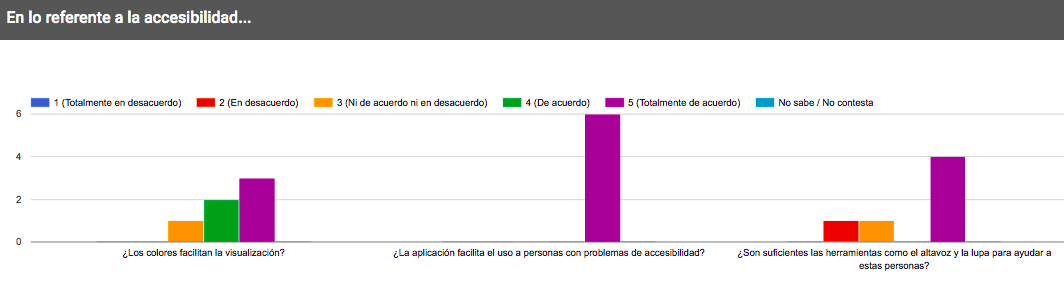 En lo referente a la accesibilidad...
1 (Totalmente en desacuerdo) 2 (En desacuerdo) 3 (Ni de acuerdo ni en desacuerdo) 4 (De acuerdo) 5 (Totalmente de acuerdo) No sabe / No contesta
6
4
2
0
¿Los colores facilitan la visualización? ¿La aplicación facilita el uso a personas con problemas de accesibilidad? ¿Son suficientes las herramientas como el altavoz y la lupa para ayudar a
estas personas?